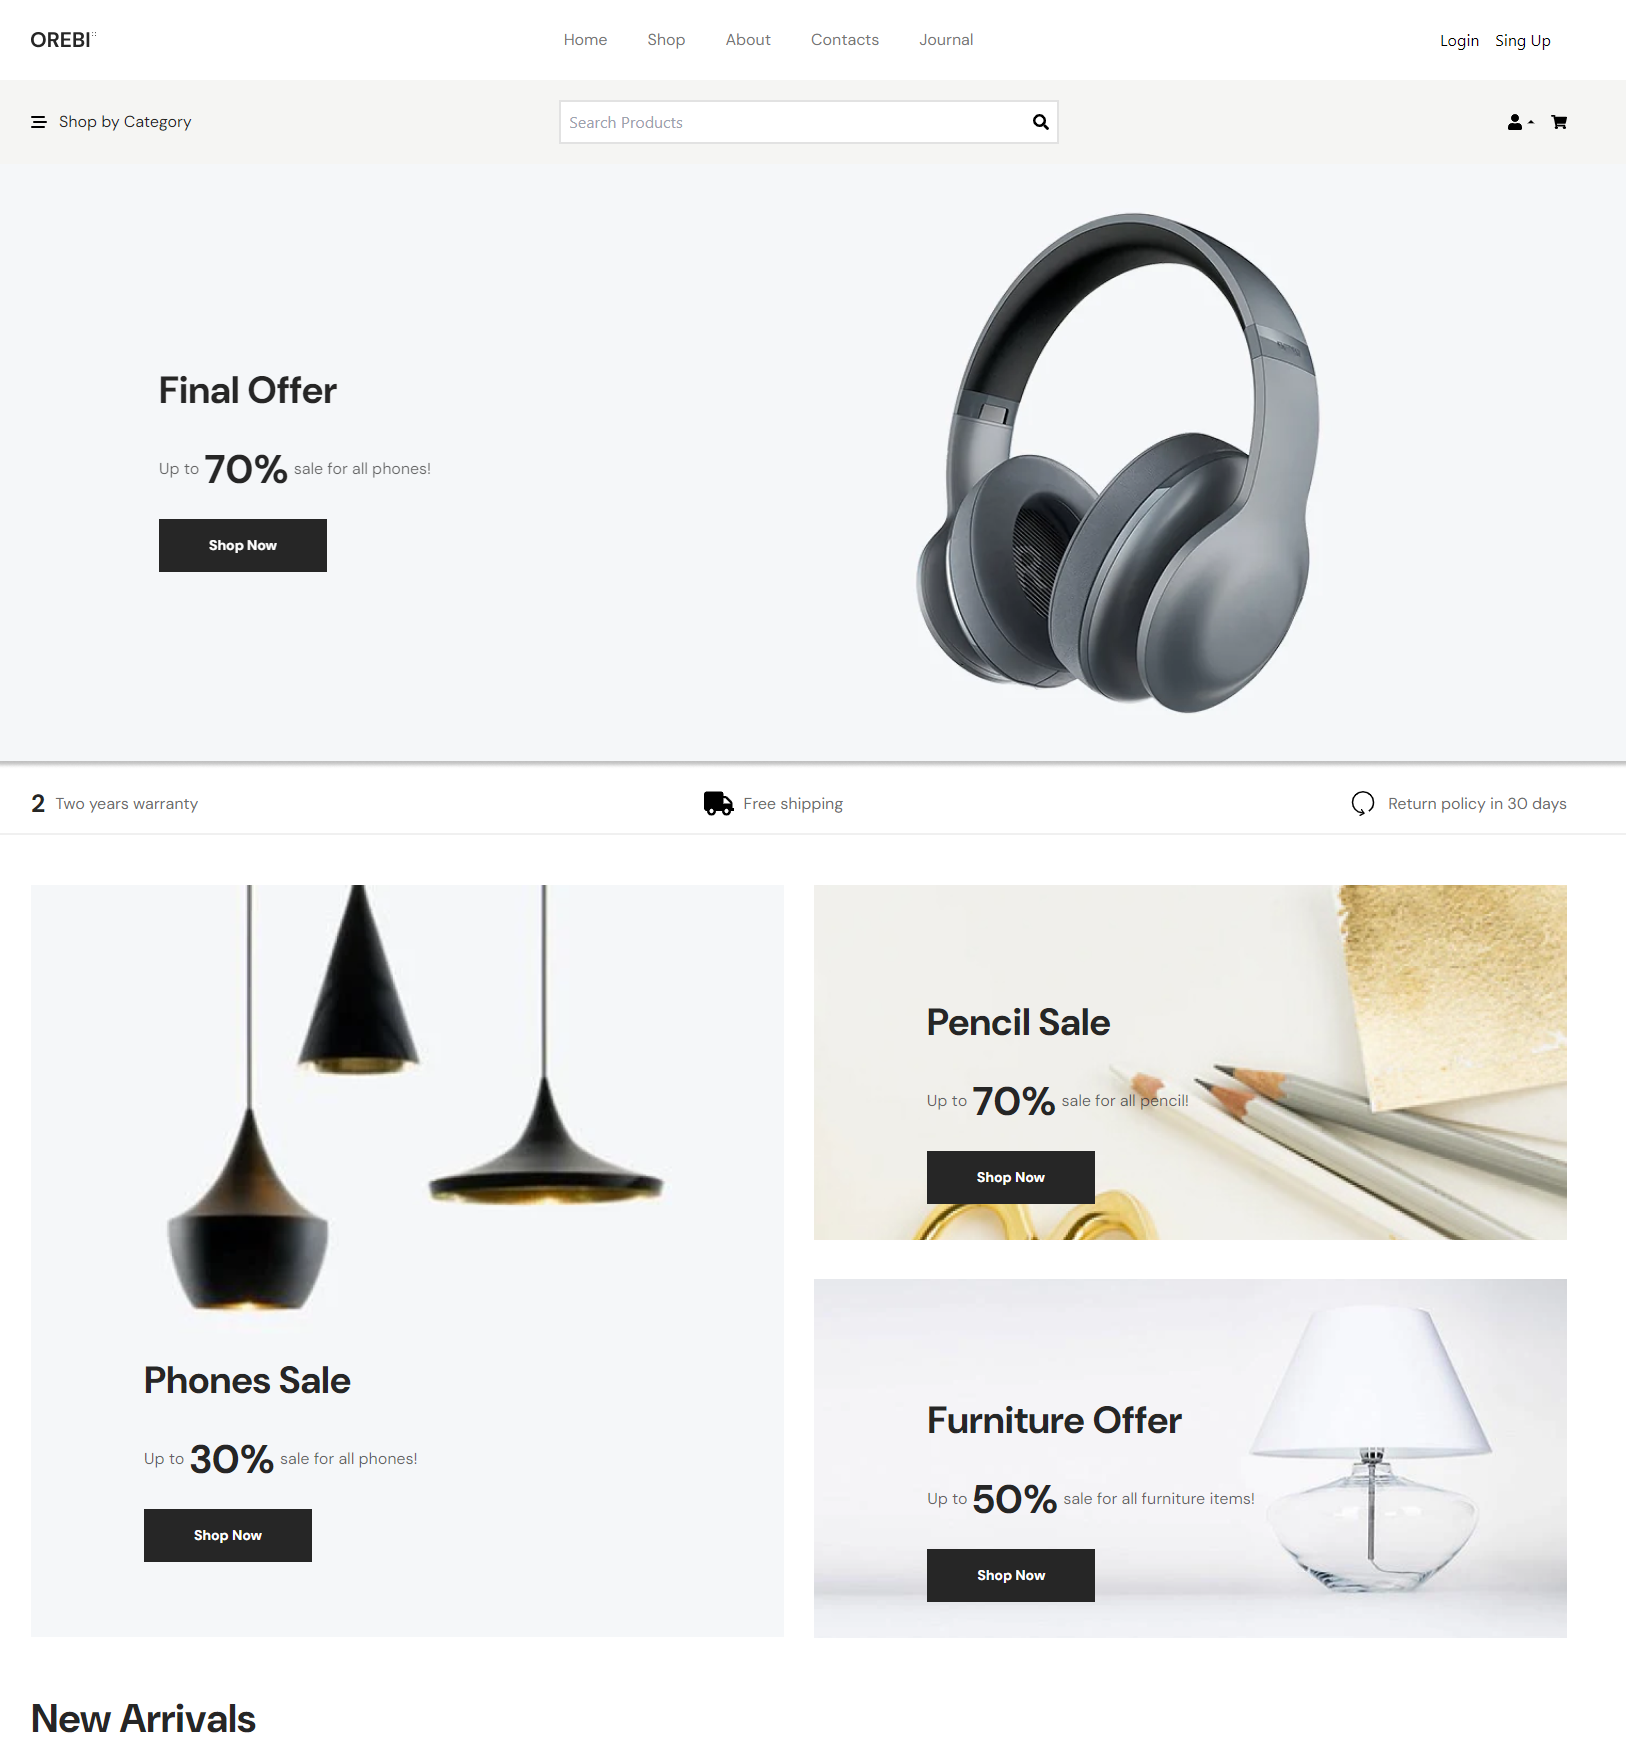 OREBI
Home Shop About Contacts Journal
Login Sing Up
Shop by Category
Search Products
Final Offer
Up to 70% sale for all phones!
Shop Now
2 Two years warranty
Free shipping
Return policy in 30 days
Phones Sale
Up to 30% sale for all phones!
Shop Now
Pencil Sale
Up to 70% sale for all pencil!
Shop Now
Furniture Offer
Up to 50% sale for all furniture items!
Shop Now
New Arrivals